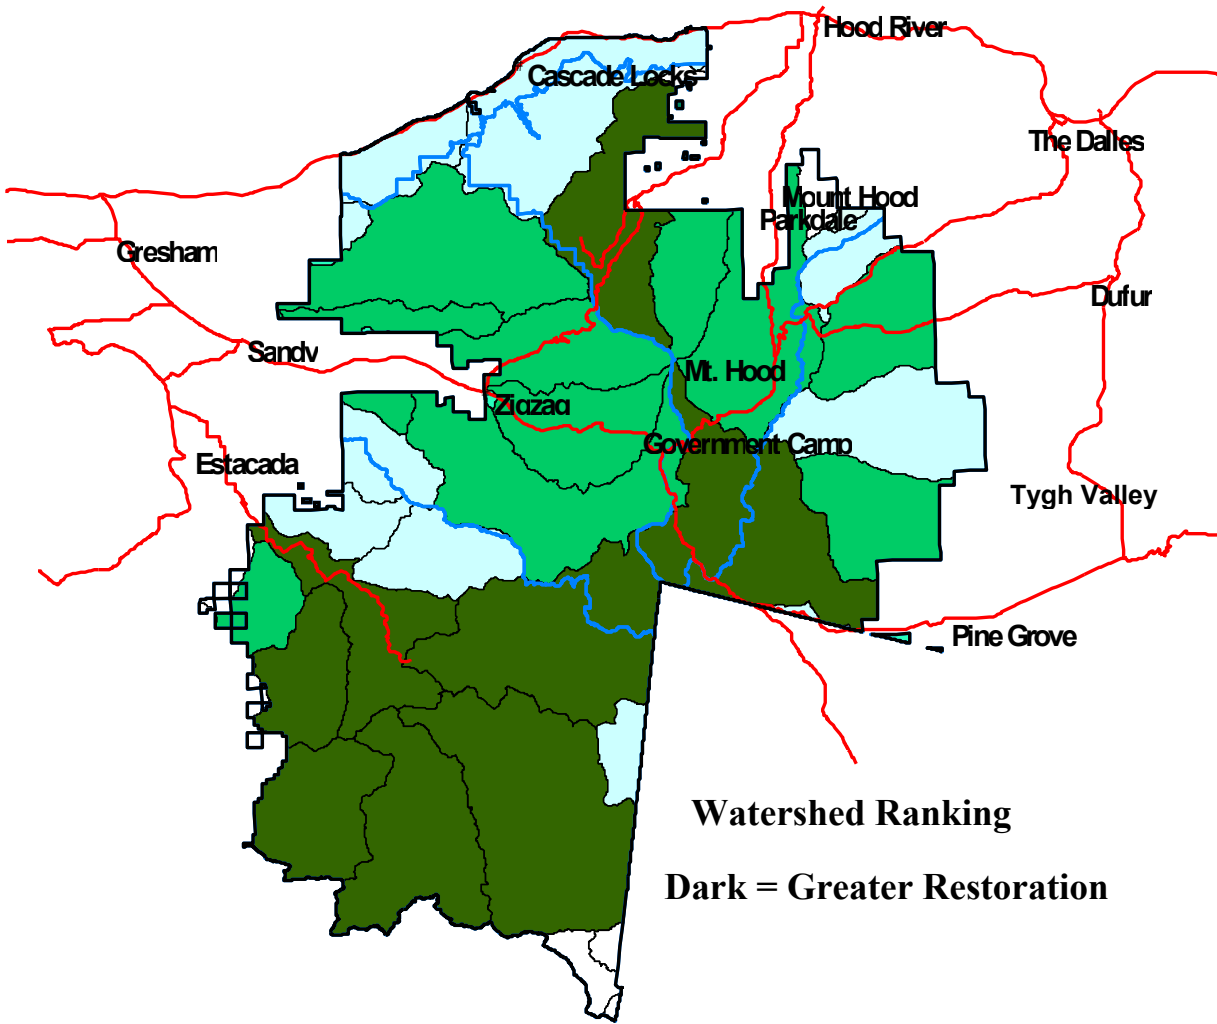 Hood River
Cascade Locks
The Dalles
Mount Hood
Parkdale
Gresham
Dufur
Sandy
Mt. Hood
Zigzag
Government Camp
Estacada
Tygh Valley
Pine Grove
Watershed Ranking
Dark = Greater Restoration